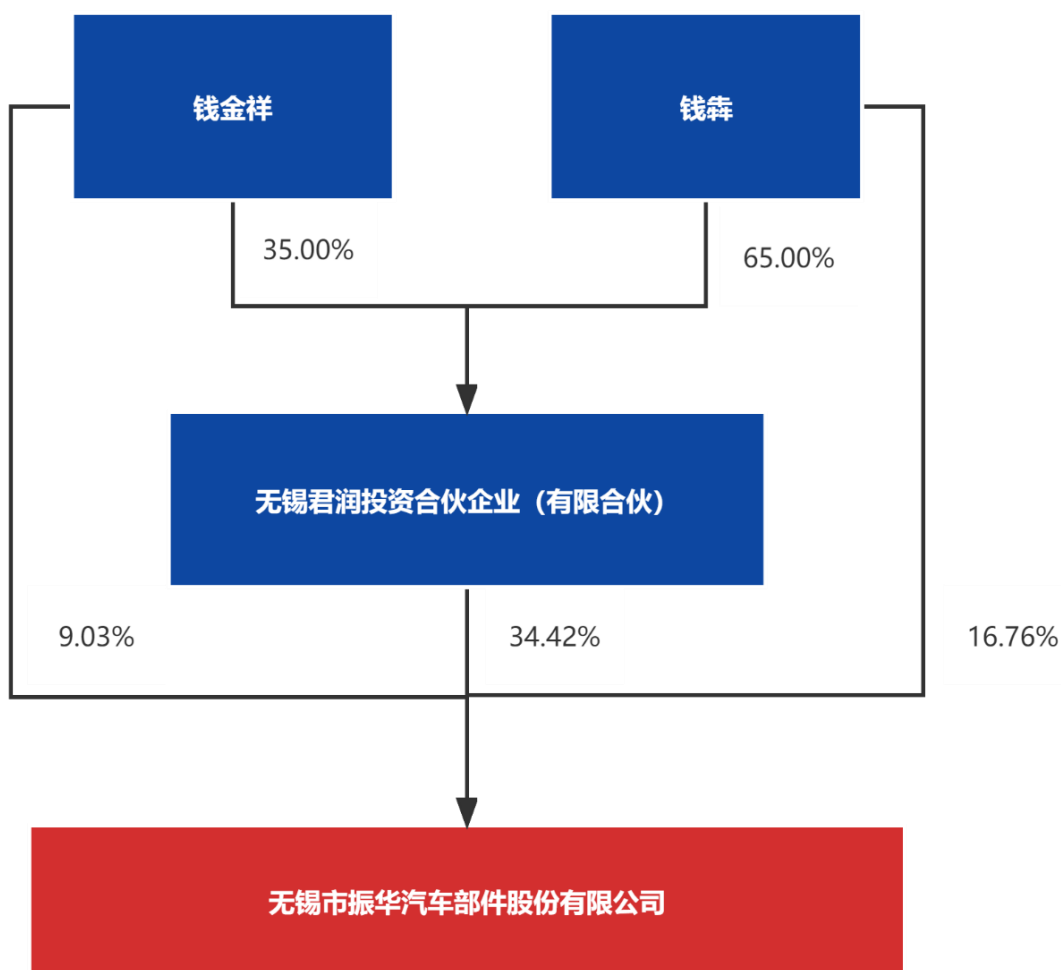 钱金祥
钱犇
35.00%
65.00%
无锡君润投资合伙企业（有限合伙）
9.03%
34.42%
16.76%
无锡市振华汽车部件股份有限公司